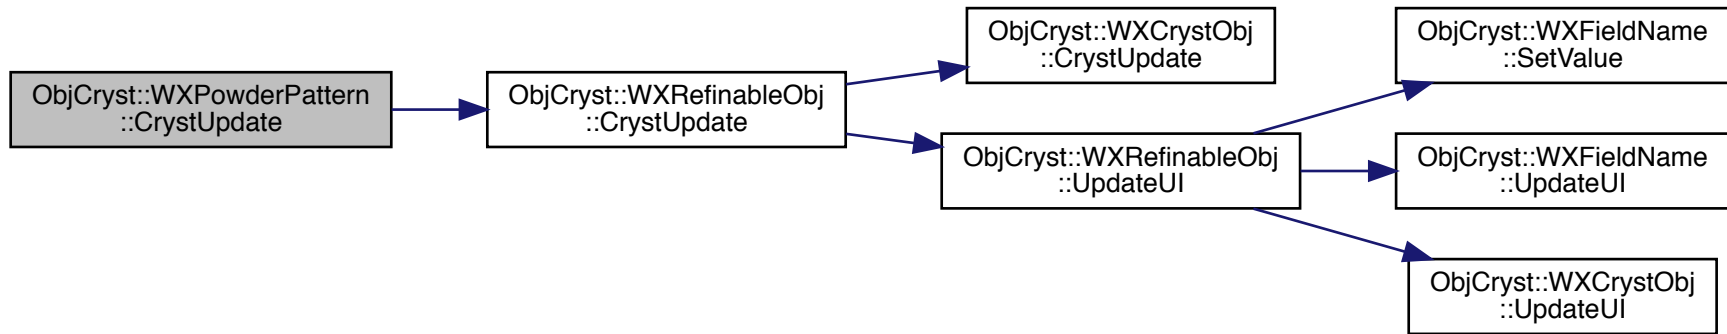 ObjCryst::WXPowderPattern
::CrystUpdate
ObjCryst::WXRefinableObj
::CrystUpdate
ObjCryst::WXCrystObj
::CrystUpdate
ObjCryst::WXRefinableObj
::UpdateUI
ObjCryst::WXFieldName
::SetValue
ObjCryst::WXFieldName
::UpdateUI
ObjCryst::WXCrystObj
::UpdateUI